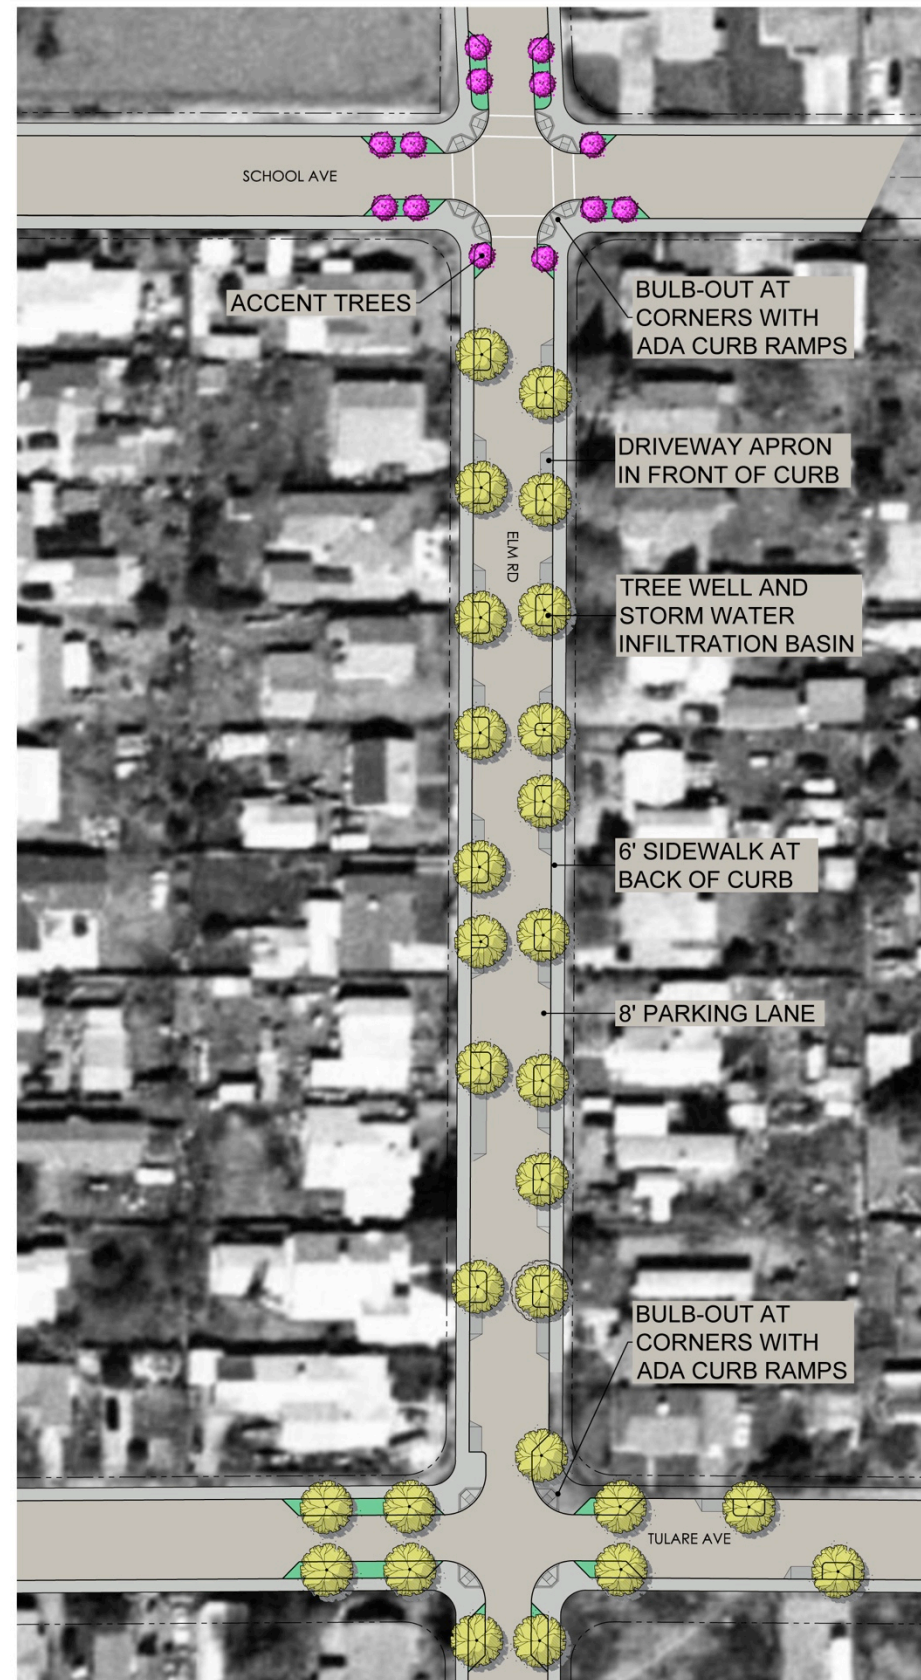 SCHOOL AVE
ACCENT TREES
BULB-OUT AT
CORNERS WITH
ADA CURB RAMPS
DRIVEWAY APRON
IN FRONT OF CURB
ELM RD
TREE WELL AND
STORM WATER
INFILTRATION BASIN
6' SIDEWALK AT
BACK OF CURB
8' PARKING LANE
BULB-OUT AT
CORNERS WITH
ADA CURB RAMPS
TULARE AVE